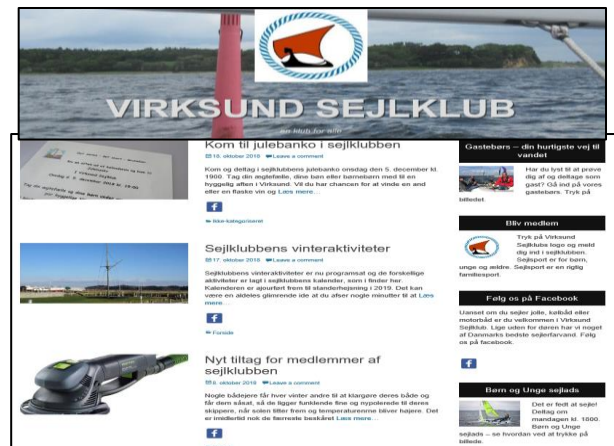 VIRKSUND SEJLKLUB
en klub for alle
Kom til julebanko i sejlklubben
18. oktober 2018 Leave a comment
Kom og deltag i sejlklubbens julebanko onsdag den 5. december kl.
1900. Tag din ægtefælle, dine børn eller børnebørn med til en
hyggelig aften i Virksund. Vil du har chancen for at vinde en and
eller en flaske vin og Læs mere...
Ikke-kategoriseret
Sejlklubbens vinteraktiviteter
17. oktober 2018 Leave a comment
Sejlklubbens vinteraktiviteter er nu programsat og de forskellige
aktiviteter er lagt i sejlklubbens kalender, som i finder her.
Kalenderen er ajourført frem til standerhejsning i 2019. Det kan
være en aldeles glimrende ide at du afser nogle minutter til at Læs
mere...
Forside
Nyt tiltag for medlemmer af
sejlklubben
8. oktober 2018 Leave a comment
Nogle bådejere får hver vinter andre til at klargøre deres både og
får dem såsat, så de ligger funklende fine og nypolerede til deres
skippere, når solen titter frem og temperaturerne bliver højere. Det
er imidlertid nok de færreste beskåret Læs mere...
Gastebørs – din hurtigste vej til
vandet
Har du lyst til at prøve
dig af og deltage som
gast? Gå ind på vores
gastebørs. Tryk på
billedet.
Bliv medlem
Tryk på Virksund
Sejlklubs logo og meld
dig ind i sejlklubben.
Sejlsport er for børn,
unge og ældre. Sejlsport er en rigtig
familiesport.
Følg os på Facebook
Uanset om du sejler jolle, kølbåd eller
motorbåd er du velkommen i Virksund
Sejlklub. Lige uden for døren har vi noget
af Danmarks bedste sejlerfarvand. Følg
os på facebook.
Børn og Unge sejlads
Det er fedt at sejle!
Deltag om
mandagen kl. 1800.
Børn og Unge
sejlads – se hvordan ved at trykke på
billede.